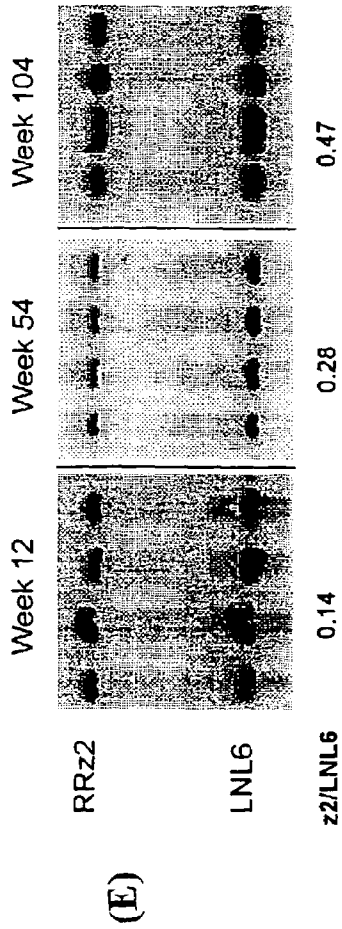 (E)
Week 12 Week 54 Week 104
RRz2
LNL6
z2/LNL6 0.14 0.28 0.47